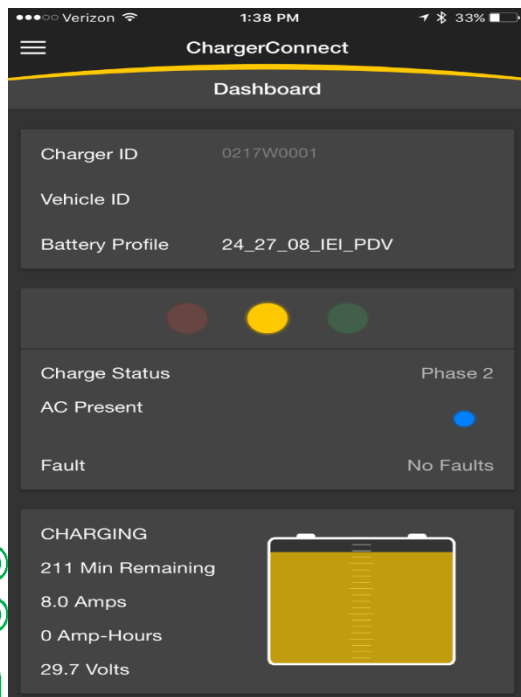 Verizon 1:38 PM 33%
ChargerConnect
Dashboard
Charger ID 0217W0001
Vehicle ID
Battery Profile 24_27_08_IEI_PDV
Charge Status Phase 2
AC Present
Fault No Faults
CHARGING
211 Min Remaining
8.0 Amps
0 Amp-Hours
29.7 Volts